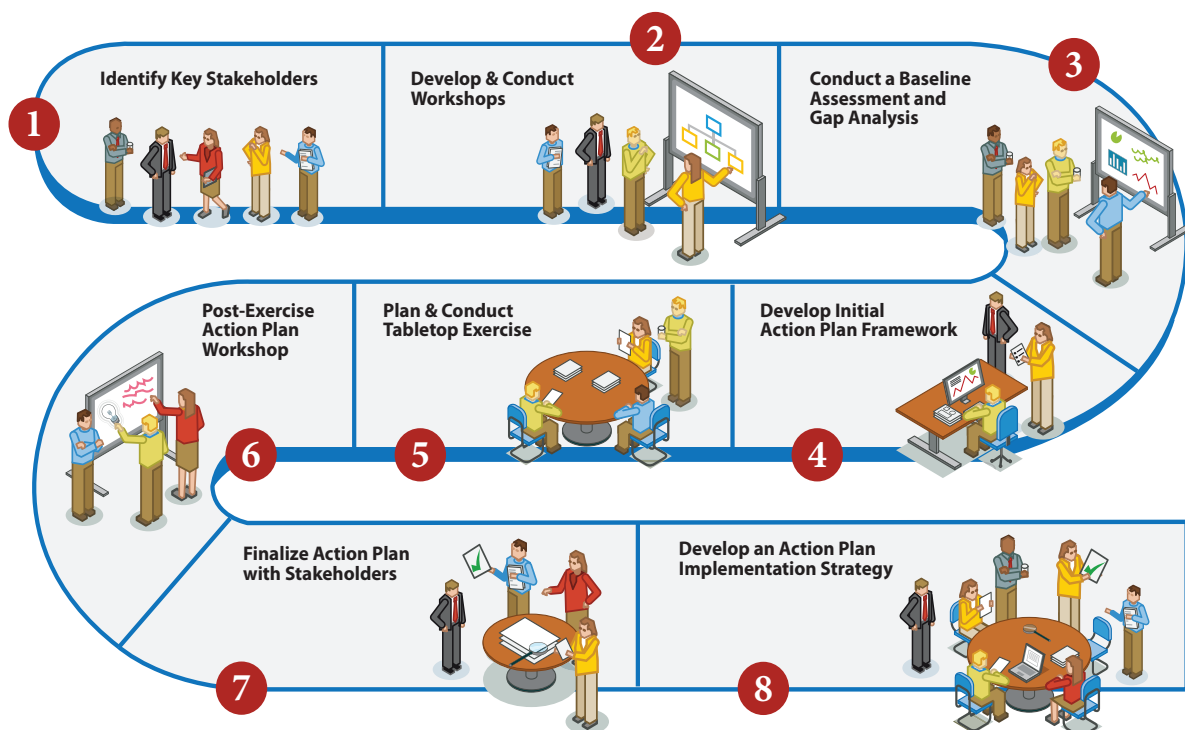 1
Identify Key Stakeholders
2
Develop & Conduct
Workshops
3
Conduct a Baseline
Assessment and
Gap Analysis
4
Develop Initial
Action Plan Framework
5
Plan & Conduct
Tabletop Exercise
6
Post-Exercise
Action Plan
Workshop
7
Finalize Action Plan
with Stakeholders
8
Develop an Action Plan
Implementation Strategy